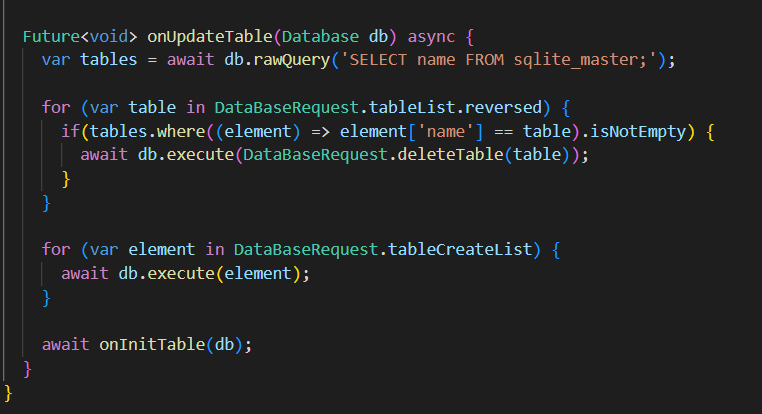 Future<void> onUpdateTable(Database db) async {
var tables = await db.rawQuery('SELECT name FROM sqlite_master;');
for (var table in DataBaseRequest.tableList.reversed) {
if(tables.where((element) => element['name'] == table).isNotEmpty) {
await db.execute(DataBaseRequest.deleteTable(table));
}
}
for (var element in DataBaseRequest.tableCreateList) {
await db.execute(element);
}
await onInitTable(db);
}
}